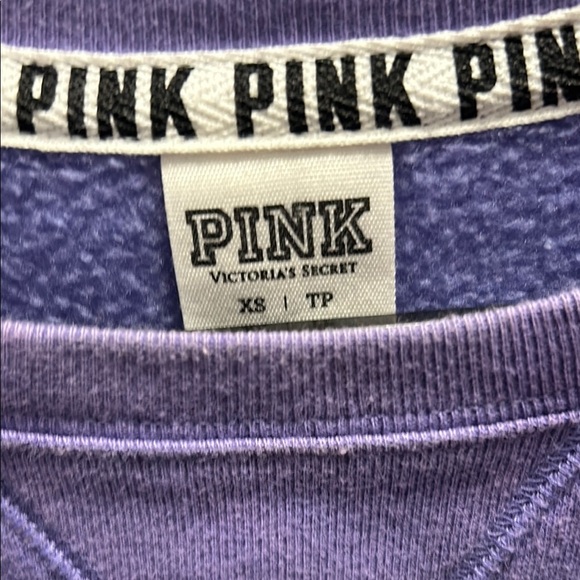 PINK PINK PIN
PINK
VICTORIA'S SECRET
XS | TP